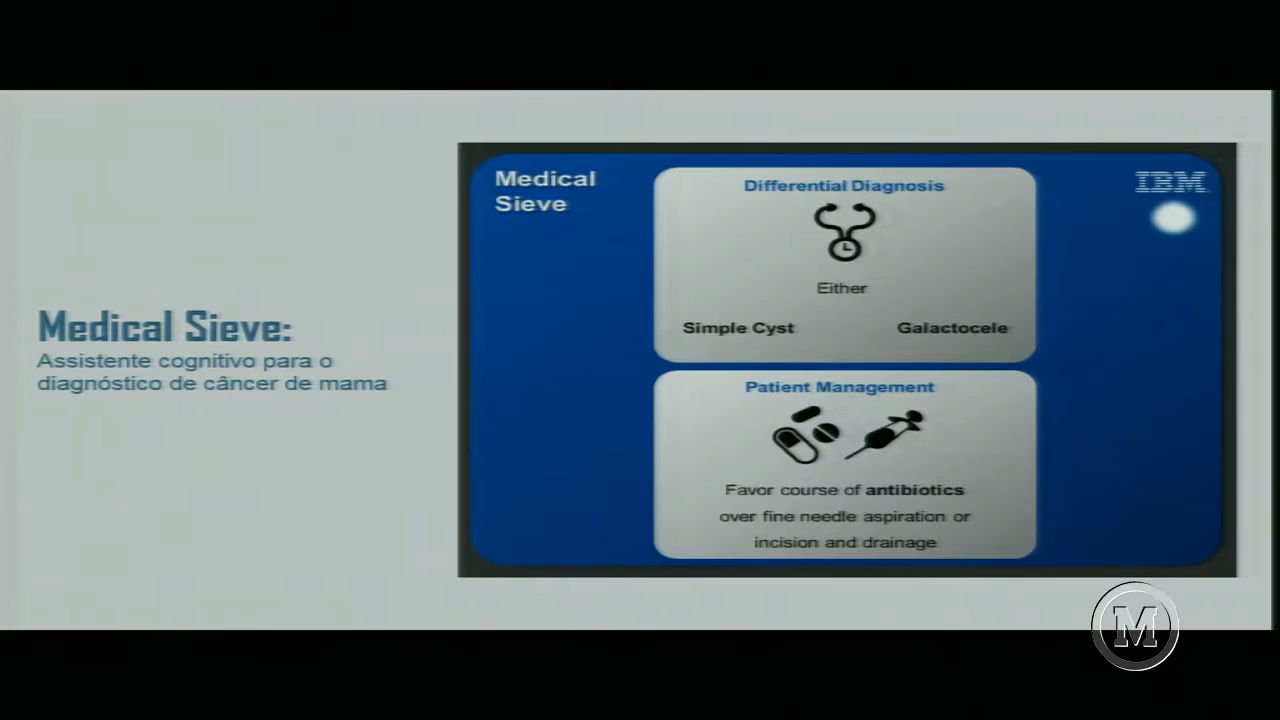 Medical Sieve:
Assistente cognitivo para o
diagnóstico de câncer de mama
Medical
Sieve
IBM
Differential Diagnosis
Either
Simple Cyst Galactocele
Patient Management
Favor course of antibiotics
over fine needle aspiration or
incision and drainage
M